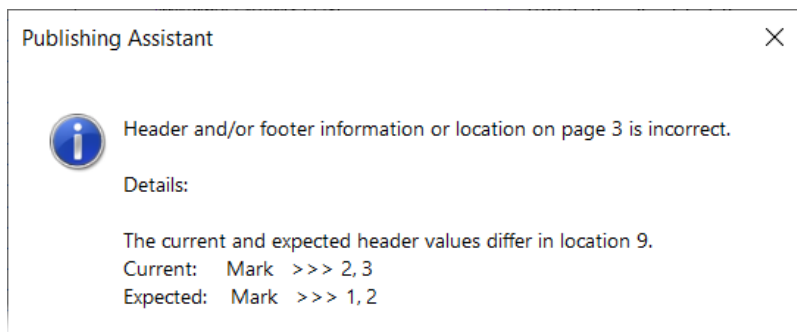 Publishing Assistant
Header and/or footer information or location on page 3 is incorrect.
Details:
The current and expected header values differ in location 9.
Current: Mark >>> 2, 3
Expected: Mark >>> 1, 2